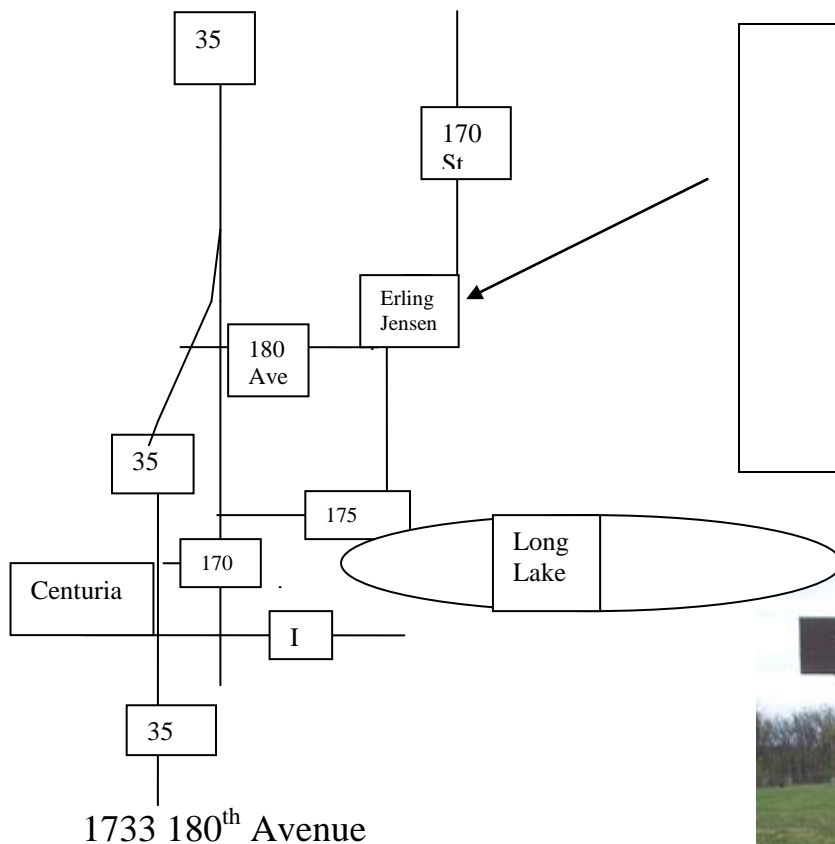 35
170
St
Erling
Jensen
180
Ave
35
175
170
Long
Lake
Centuria
I
35
1733 180th Avenue